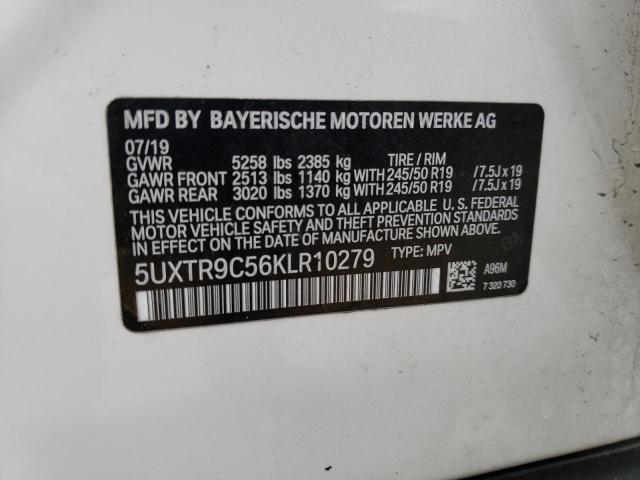 MFD BY BAYERISCHE MOTOREN WERKE AG
07/19
GVWR 5258 lbs 2385 kg TIRE / RIM
GAWR FRONT 2513 lbs 1140 kg WITH 245/50 R19 / 7.5J x 19
GAWR REAR 3020 lbs 1370 kg WITH 245/50 R19 / 7.5J x 19
THIS VEHICLE CONFORMS TO ALL APPLICABLE U. S. FEDERAL
MOTOR VEHICLE SAFETY AND THEFT PREVENTION STANDARDS
IN EFFECT ON THE DATE OF MANUFACTURE SHOWN ABOVE.
5UXTR9C56KLR10279 TYPE: MPV
A96M
7 320 730